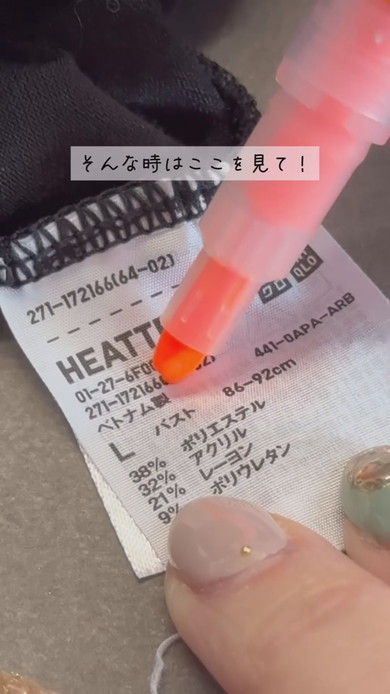 そんな時はここを見て！
271-172166(64-02)
ユニ QLO
HEATT
01-27-6F0
441-0APA-ARB
271-172166
ベトナム製
L バスト 86-92cm
38% ポリエステル
32% アクリル
21% レーヨン
9% ポリウレタン